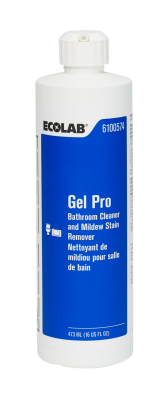 ECOLAB®
6100574
Gel Pro
Bathroom Cleaner
and Mildew Stain
Remover
Nettoyant de
mildiou pour salle
de bain
473 ML (16 US FL OZ)